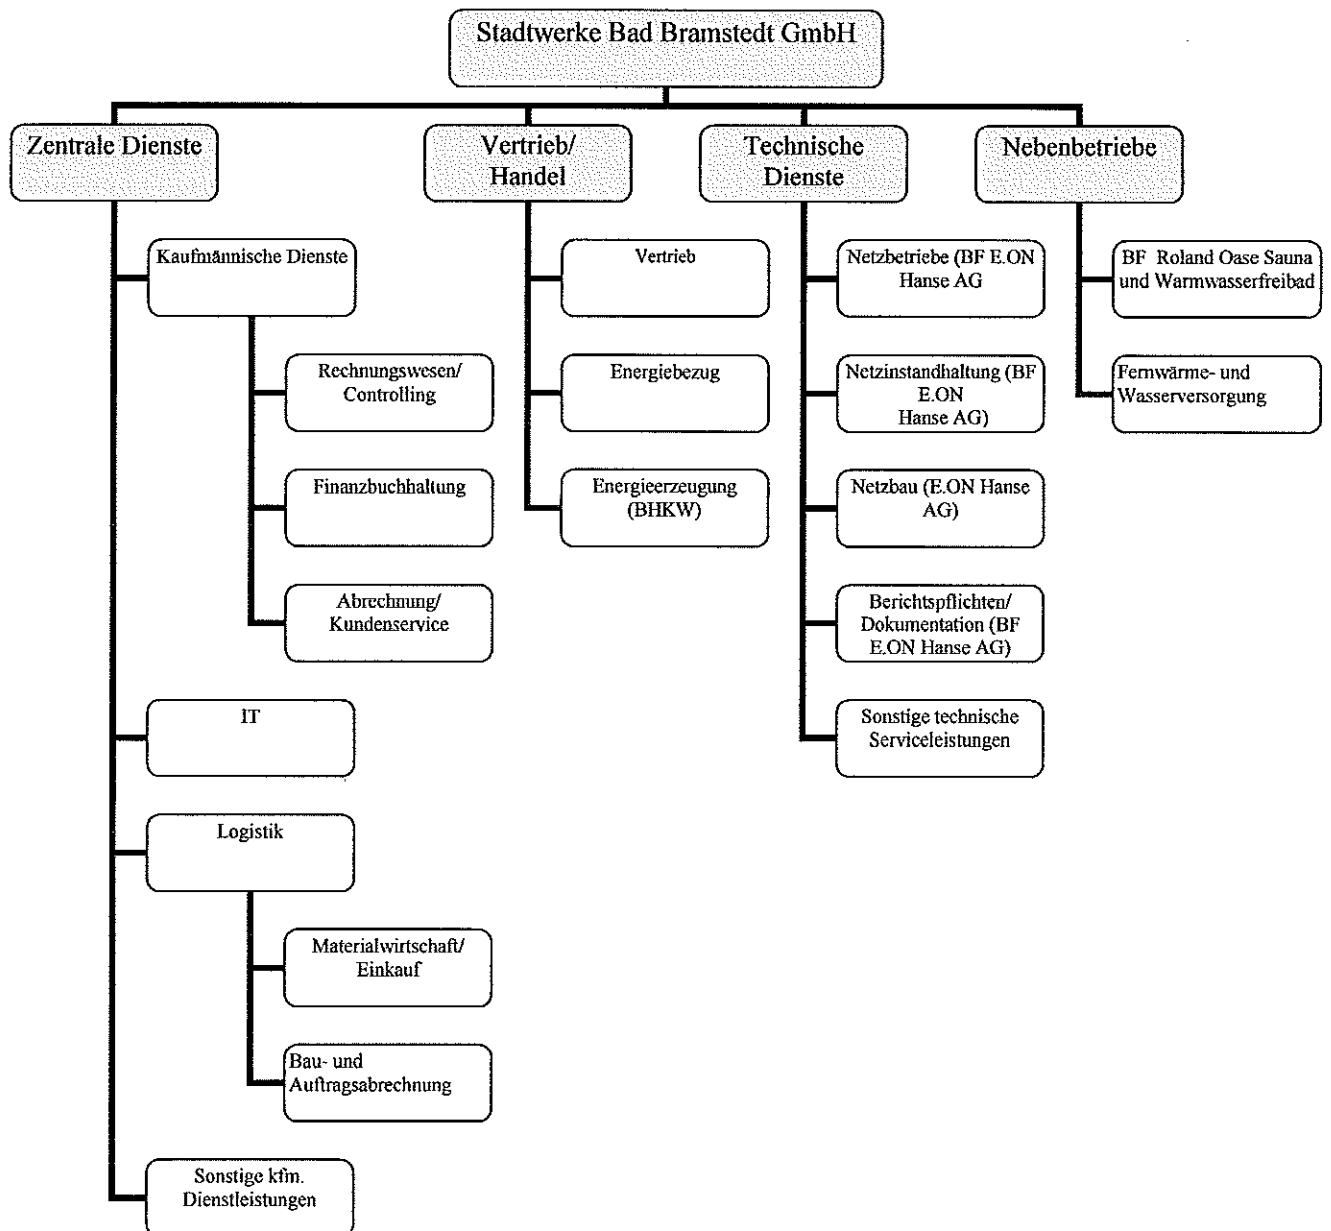 Stadtwerke Bad Bramstedt GmbH
Zentrale Dienste
Vertrieb/
Handel
Technische
Dienste
Nebenbetriebe
Kaufmännische Dienste
Rechnungswesen/
Controlling
Finanzbuchhaltung
Abrechnung/
Kundenservice
IT
Logistik
Materialwirtschaft/
Einkauf
Bau- und
Auftragsabrechnung
Sonstige kfm.
Dienstleistungen
Vertrieb
Energiebezug
Energieerzeugung
(BHKW)
Netzbetriebe (BF E.ON
Hanse AG
Netzinstandhaltung (BF
E.ON
Hanse AG)
Netzbau (E.ON Hanse
AG)
Berichtspflichten/
Dokumentation (BF
E.ON Hanse AG)
Sonstige technische
Serviceleistungen
BF Roland Oase Sauna
und Warmwasserfreibad
Fernwärme- und
Wasserversorgung